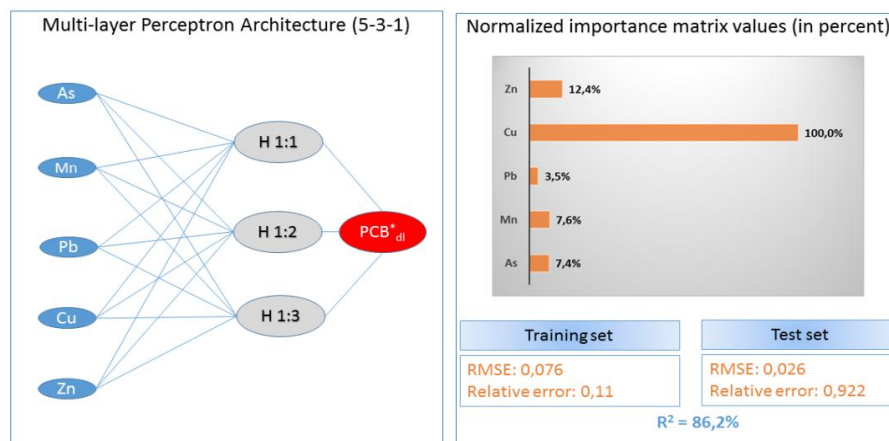 Multi-layer Perceptron Architecture (5-3-1)
As
Mn
Pb
Cu
Zn
H 1:1
H 1:2
H 1:3
PCB*dl
Normalized importance matrix values (in percent)
Zn 12,4%
Cu 100,0%
Pb 3,5%
Mn 7,6%
As 7,4%
Training set
RMSE: 0,076
Relative error: 0,11
Test set
RMSE: 0,026
Relative error: 0,922
R² = 86,2%